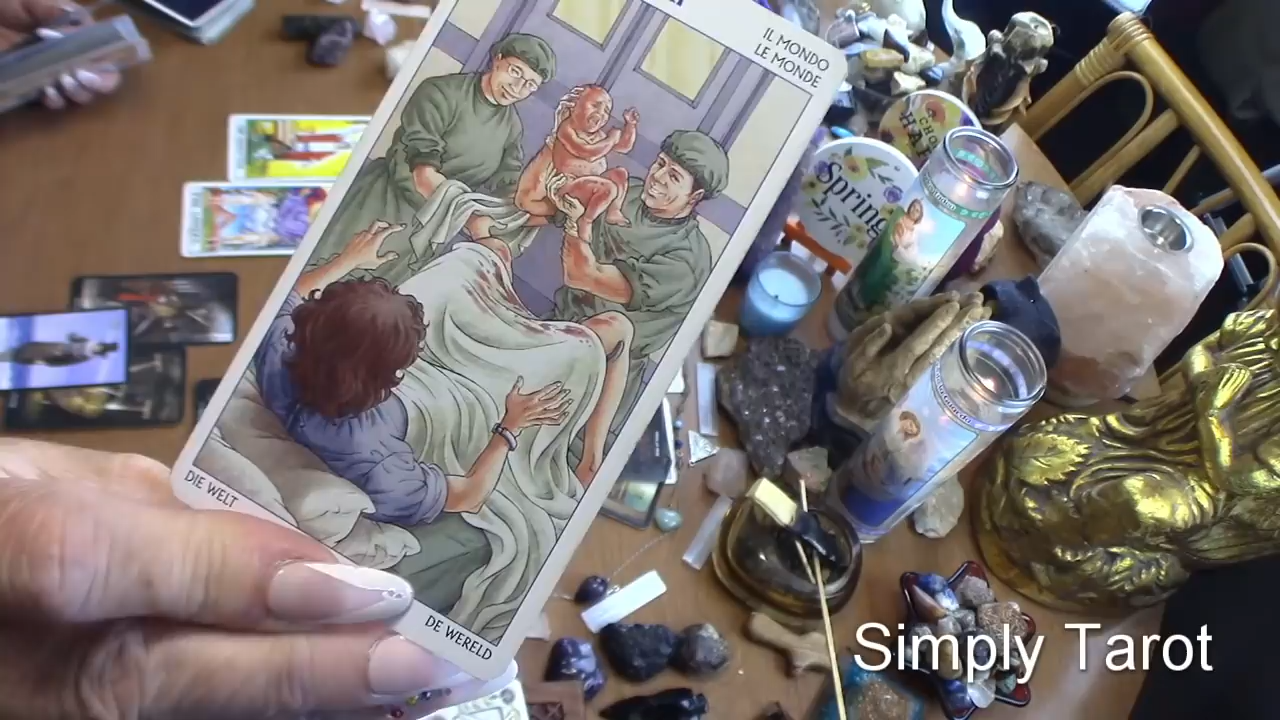 IL MONDO
LE MONDE
DIE WELT
DE WERELD
Spring
Simply Tarot